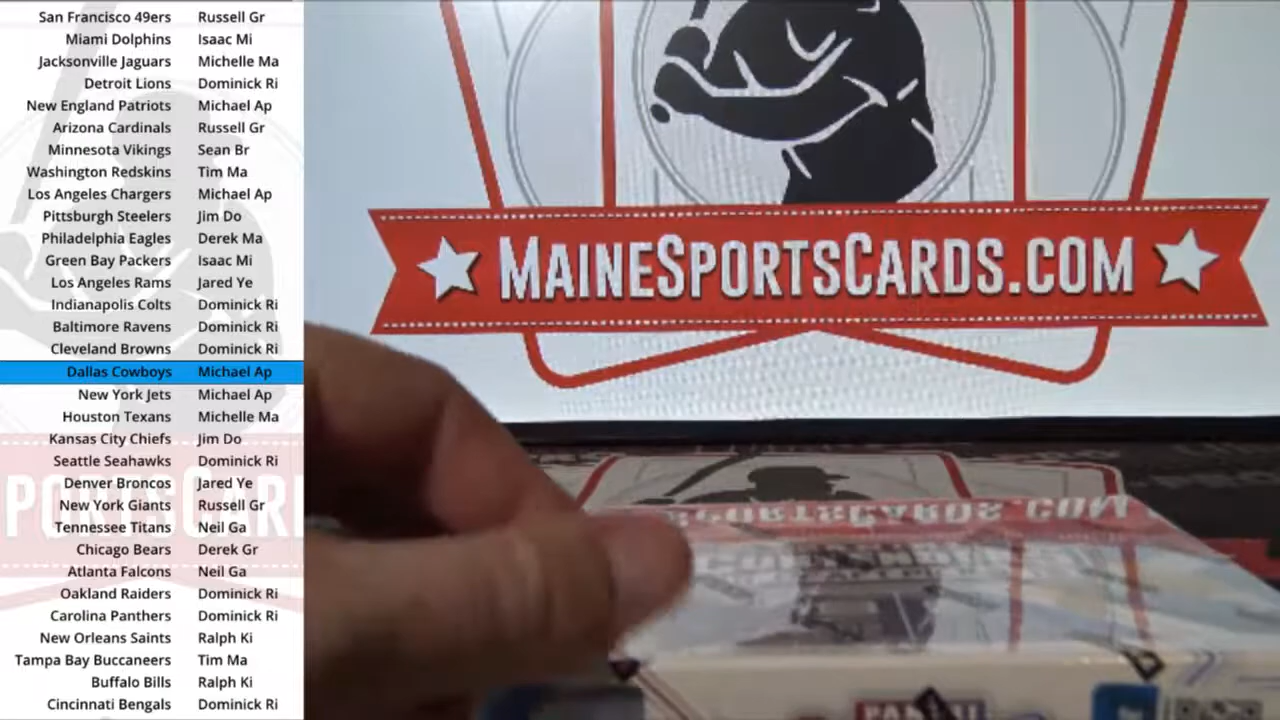 San Francisco 49ers Russell Gr
Miami Dolphins Isaac Mi
Jacksonville Jaguars Michelle Ma
Detroit Lions Dominick Ri
New England Patriots Michael Ap
Arizona Cardinals Russell Gr
Minnesota Vikings Sean Br
Washington Redskins Tim Ma
Los Angeles Chargers Michael Ap
Pittsburgh Steelers Jim Do
Philadelphia Eagles Derek Ma
Green Bay Packers Isaac Mi
Los Angeles Rams Jared Ye
Indianapolis Colts Dominick Ri
Baltimore Ravens Dominick Ri
Cleveland Browns Dominick Ri
Dallas Cowboys Michael Ap
New York Jets Michael Ap
Houston Texans Michelle Ma
Kansas City Chiefs Jim Do
Seattle Seahawks Dominick Ri
Denver Broncos Jared Ye
New York Giants Russell Gr
Tennessee Titans Neil Ga
Chicago Bears Derek Gr
Atlanta Falcons Neil Ga
Oakland Raiders Dominick Ri
Carolina Panthers Dominick Ri
New Orleans Saints Ralph Ki
Tampa Bay Buccaneers Tim Ma
Buffalo Bills Ralph Ki
Cincinnati Bengals Dominick Ri
MAINESPORTSCARDS.COM
SPORTSCARDS.COM
PANINI